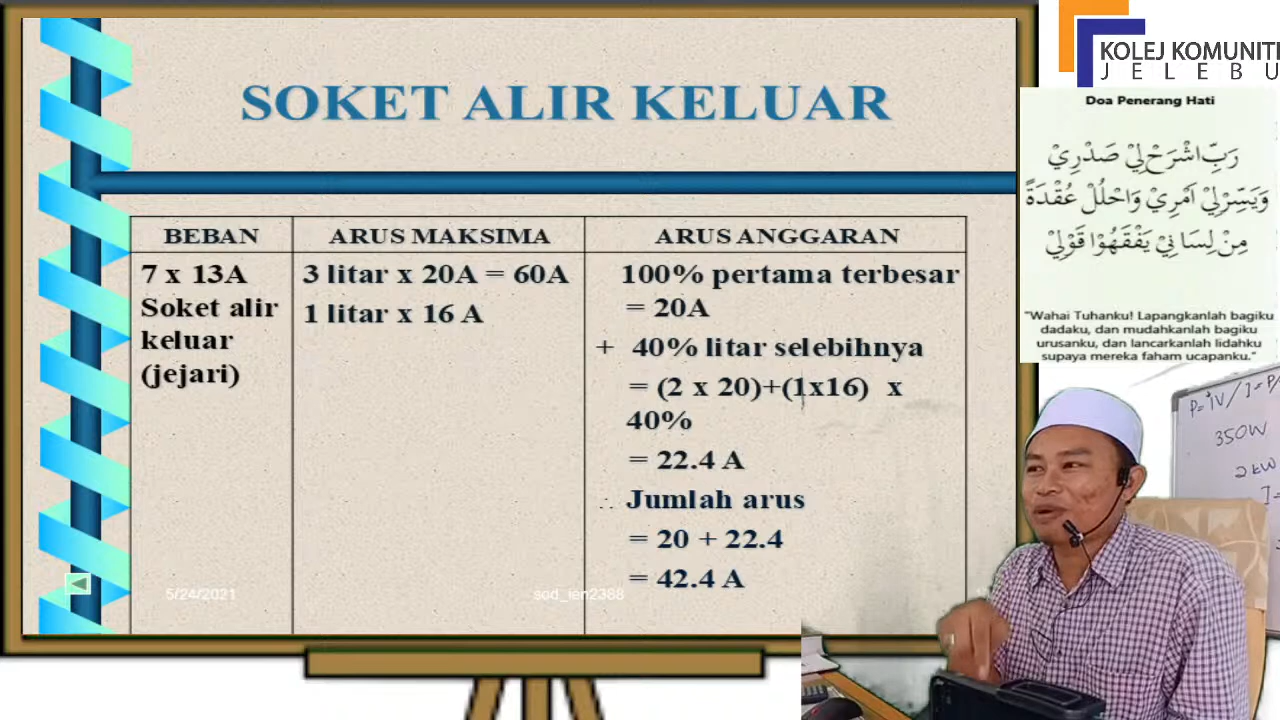 SOKET ALIR KELUAR
BEBAN
ARUS MAKSIMA
ARUS ANGGARAN
7 x 13A
Soket alir
keluar
(jejari)
3 litar x 20A = 60A
1 litar x 16 A
100% pertama terbesar
= 20A
+ 40% litar selebihnya
= (2 x 20)+(1x16) x
40%
= 22.4 A
∴ Jumlah arus
= 20 + 22.4
= 42.4 A
5/24/2021
sod_ien2388
KOLEJ KOMUNITI
JELEBU
Doa Penerang Hati
رَبِّ اشْرَحْ لِيْ صَدْرِيْ
وَيَسِّرْ لِيْ اَمْرِيْ وَاحْلُلْ عُقْدَةً
مِنْ لِسَانِيْ يَفْقَهُوْا قَوْلِيْ
"Wahai Tuhanku! Lapangkanlah bagiku
dadaku, dan mudahkanlah bagiku
urusanku, dan lancarkanlah lidahku
supaya mereka faham ucapanku."
350W
2kW